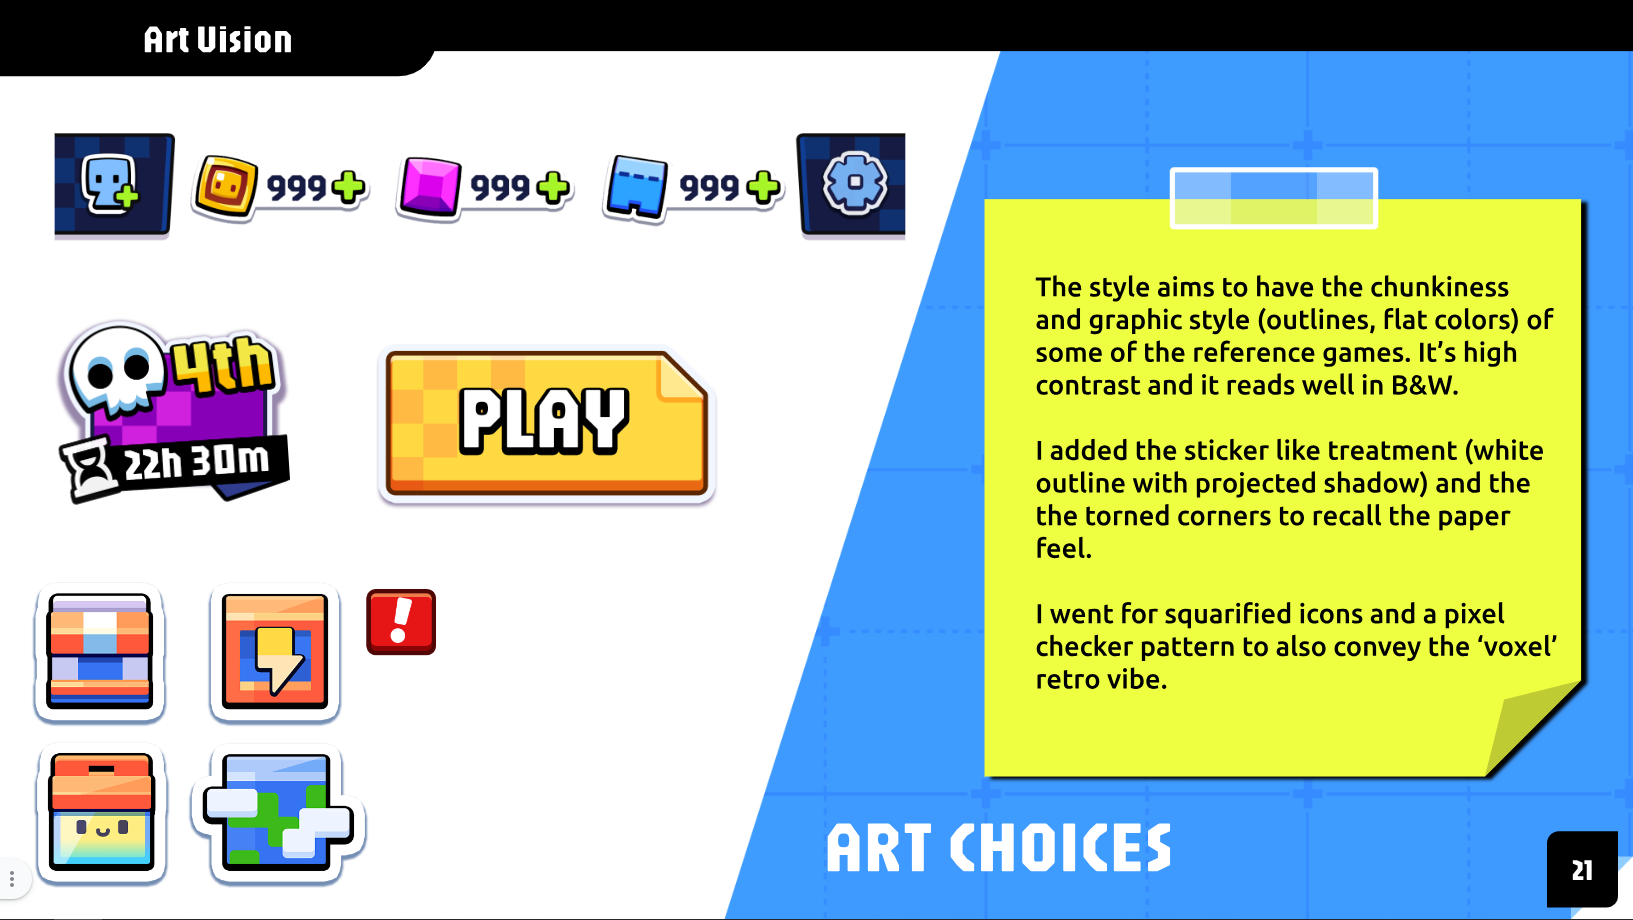 Art Vision
999
999
999
4th
22h 30m
PLAY
!
The style aims to have the chunkiness
and graphic style (outlines, flat colors) of
some of the reference games. It’s high
contrast and it reads well in B&W.
I added the sticker like treatment (white
outline with projected shadow) and the
the torned corners to recall the paper
feel.
I went for squarified icons and a pixel
checker pattern to also convey the ‘voxel’
retro vibe.
ART CHOICES
21